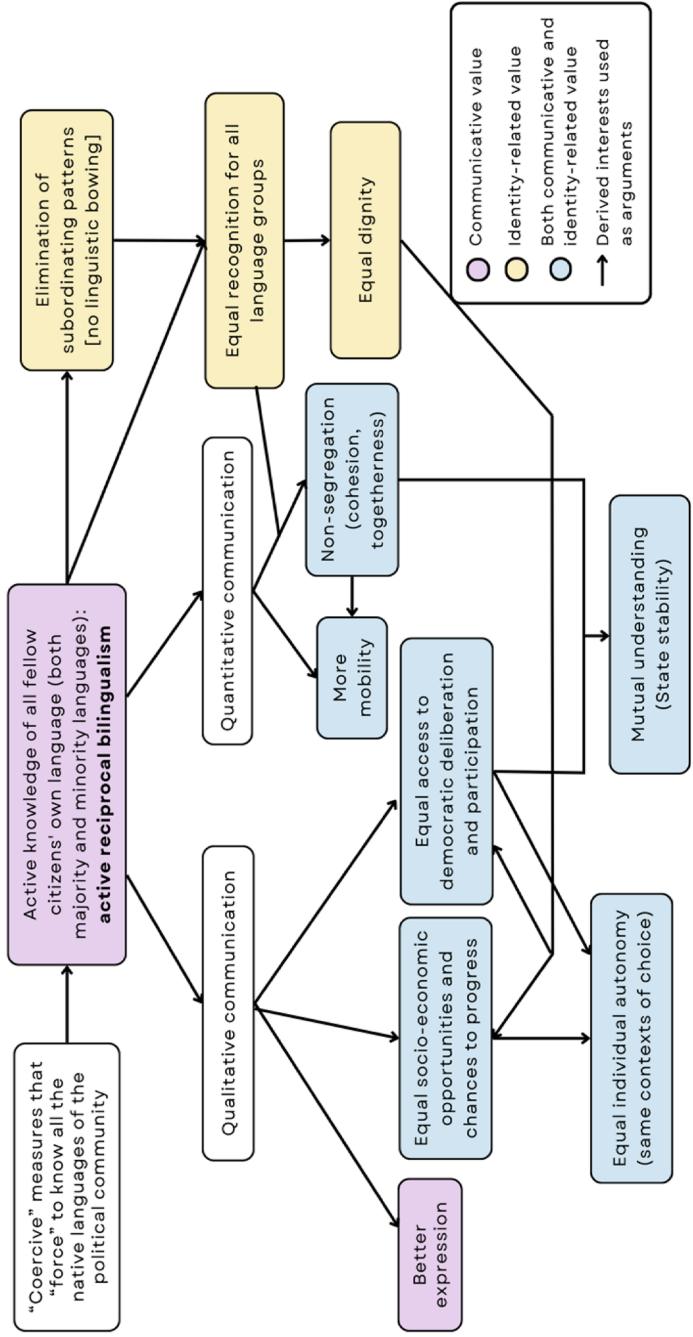 “Coercive” measures that
“force” to know all the
native languages of the
political community
Active knowledge of all fellow
citizens' own language (both
majority and minority languages):
active reciprocal bilingualism
Elimination of
subordinating patterns
[no linguistic bowing]
Qualitative communication
Quantitative communication
Equal recognition for all
language groups
More
mobility
Non-segregation
(cohesion,
togetherness)
Equal dignity
Better
expression
Equal socio-economic
opportunities and
chances to progress
Equal access to
democratic deliberation
and participation
Equal individual autonomy
(same contexts of choice)
Mutual understanding
(State stability)
Communicative value
Identity-related value
Both communicative and
identity-related value
Derived interests used
as arguments